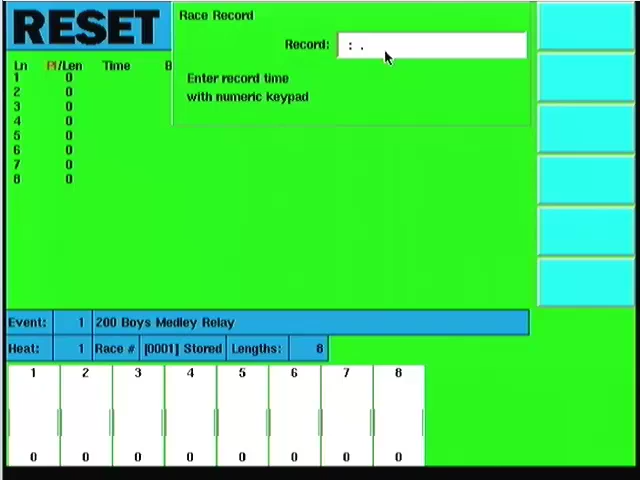 RESET
Race Record
Record: : .
Enter record time
with numeric keypad
Ln Pl/Len Time
1 0
2 0
3 0
4 0
5 0
6 0
7 0
8 0
Event: 1 200 Boys Medley Relay
Heat: 1 Race # [0001] Stored Lengths: 8
1 2 3 4 5 6 7 8
0 0 0 0 0 0 0 0